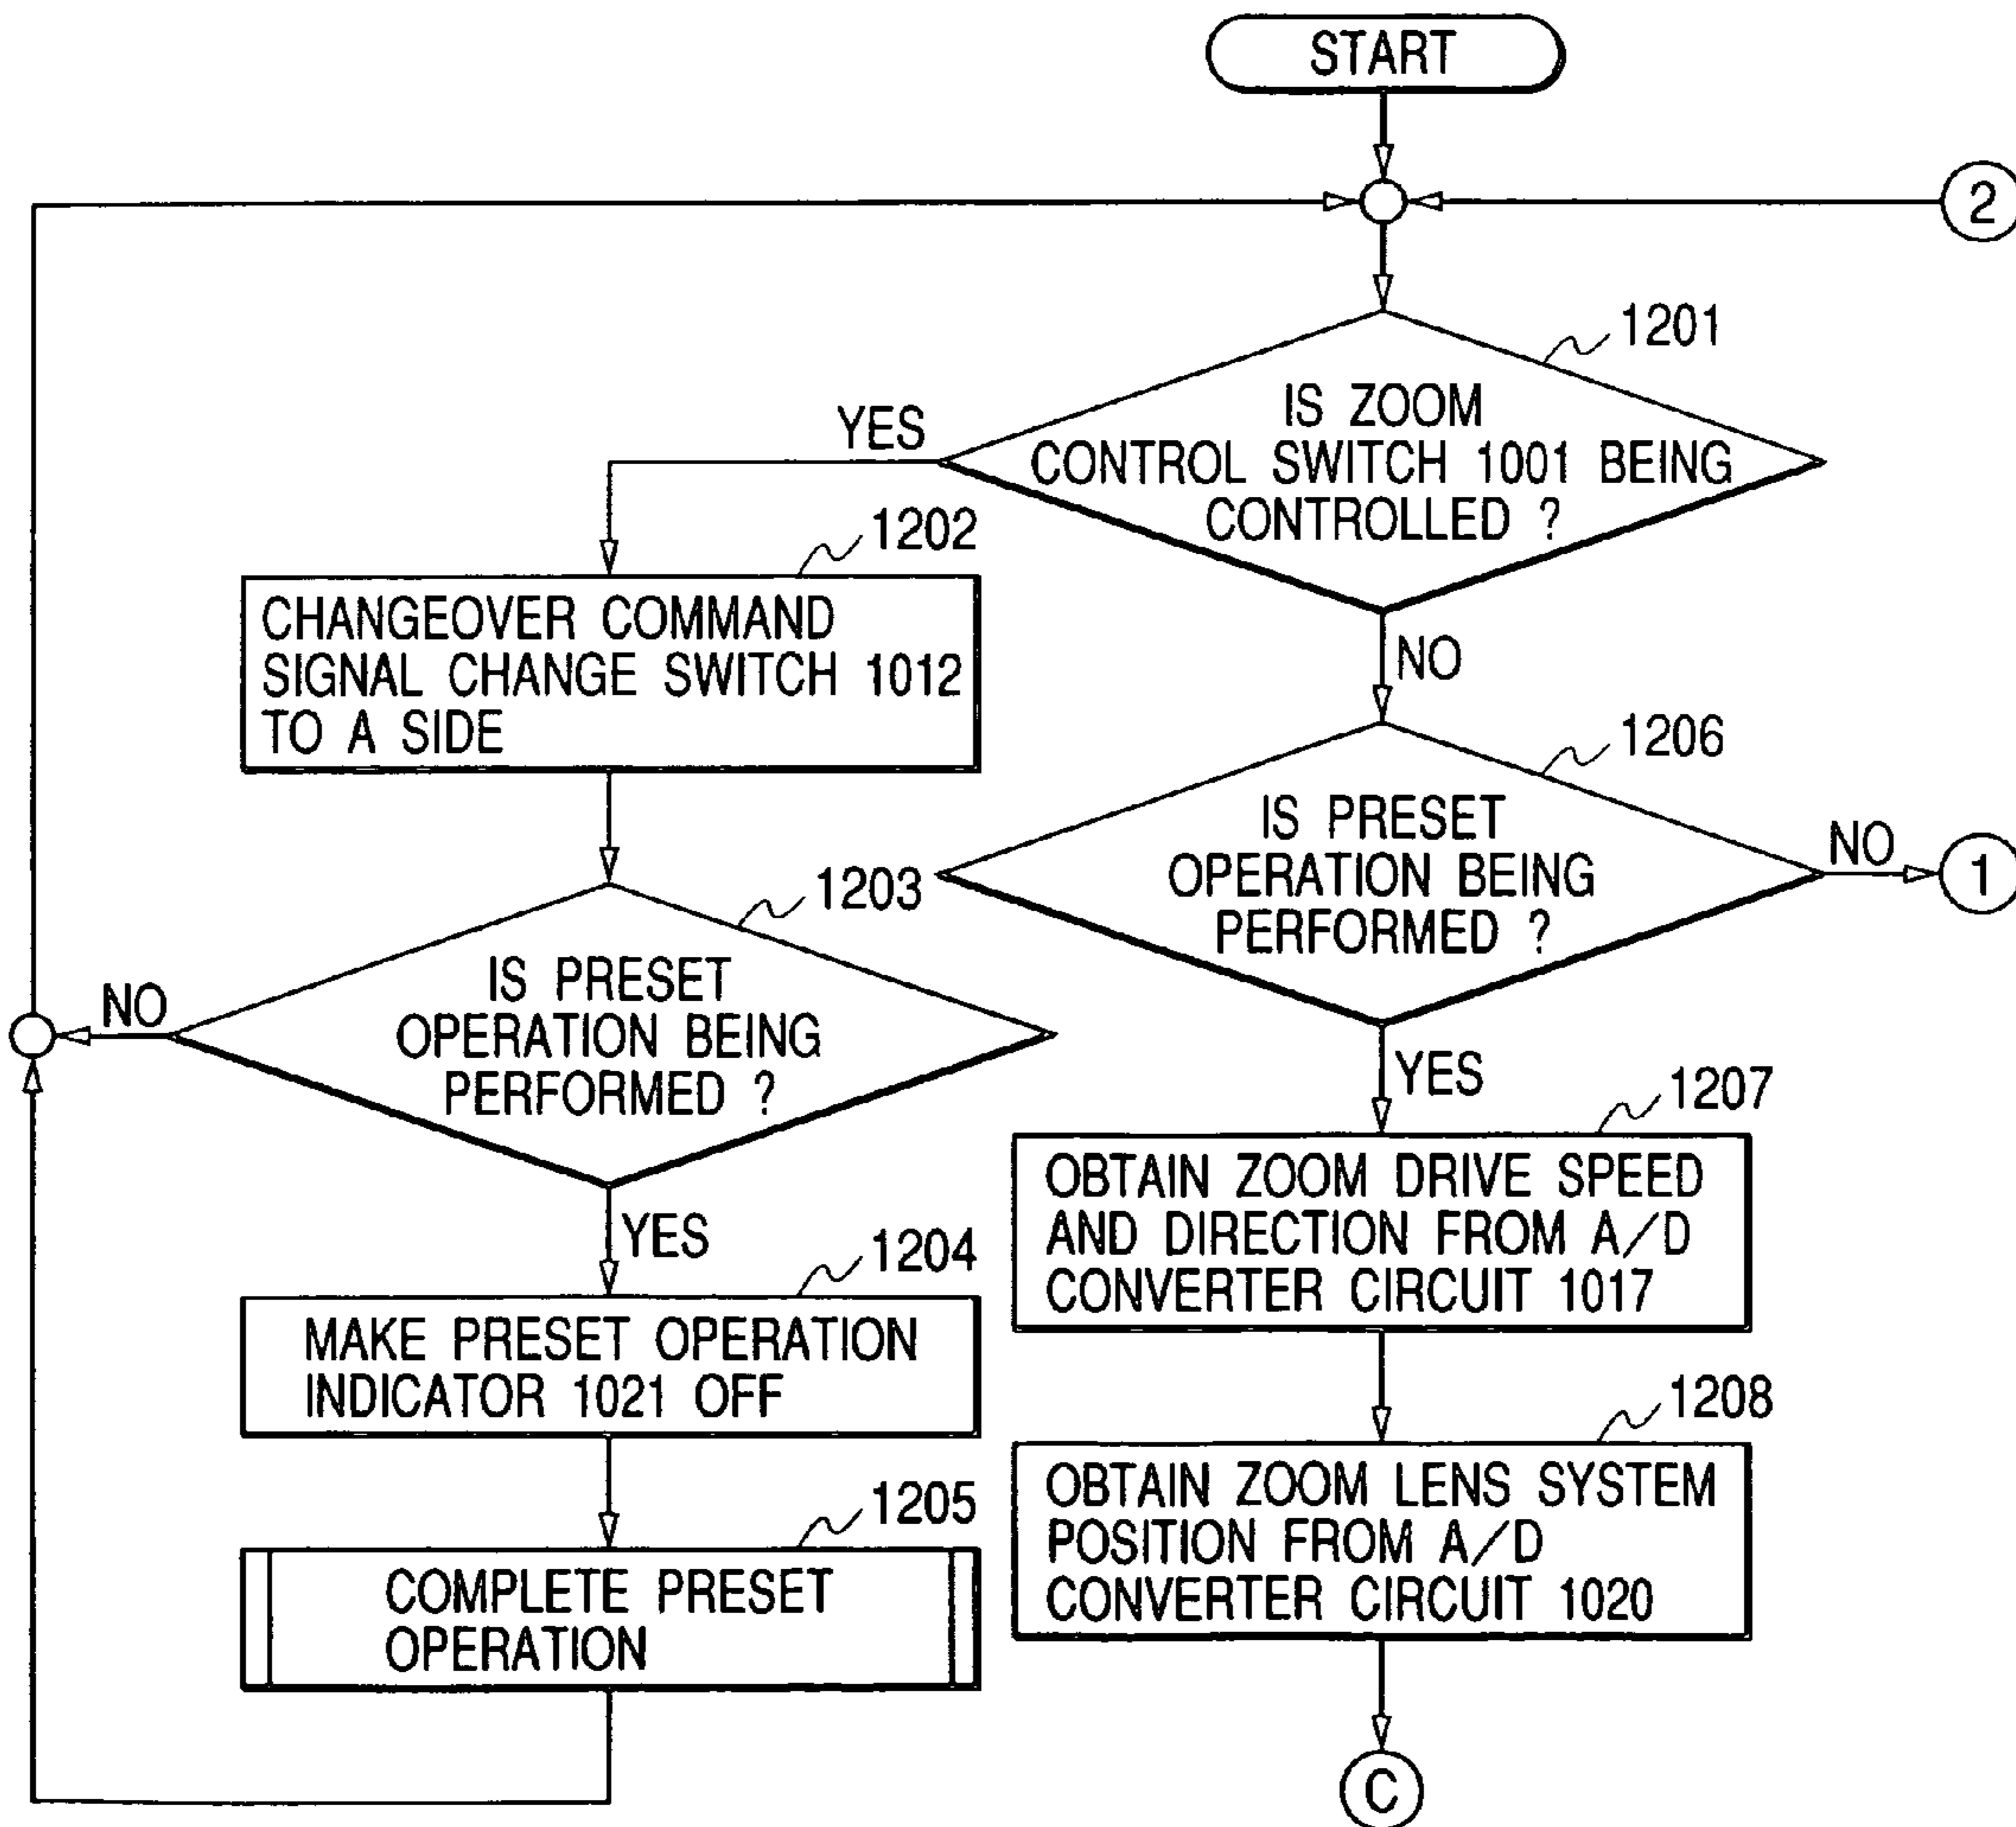 START
2
1201
IS ZOOM
CONTROL SWITCH 1001 BEING
CONTROLLED ?
YES
NO
1202
CHANGEOVER COMMAND
SIGNAL CHANGE SWITCH 1012
TO A SIDE
1206
IS PRESET
OPERATION BEING
PERFORMED ?
NO
1
YES
1203
IS PRESET
OPERATION BEING
PERFORMED ?
NO
YES
1207
OBTAIN ZOOM DRIVE SPEED
AND DIRECTION FROM A/D
CONVERTER CIRCUIT 1017
1204
MAKE PRESET OPERATION
INDICATOR 1021 OFF
1208
OBTAIN ZOOM LENS SYSTEM
POSITION FROM A/D
CONVERTER CIRCUIT 1020
1205
COMPLETE PRESET
OPERATION
C